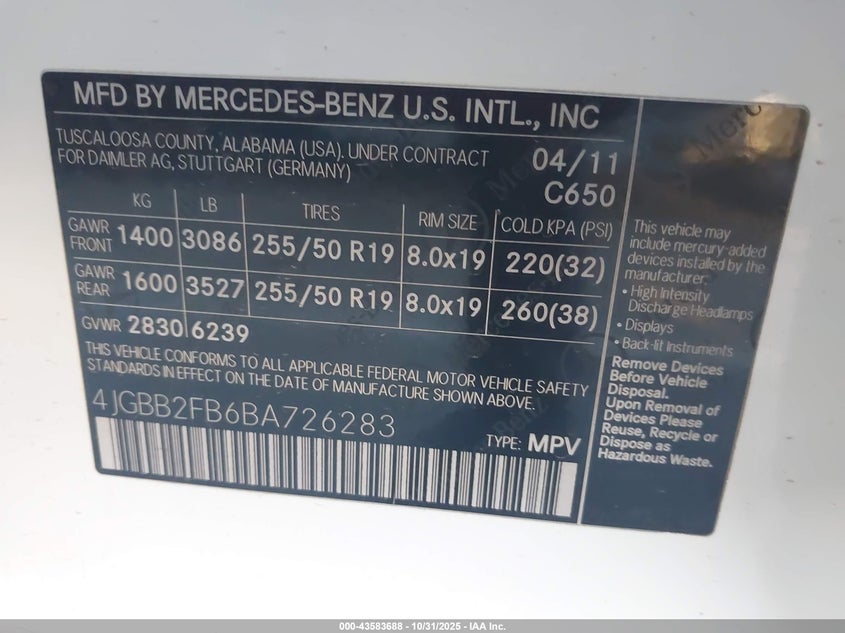 MFD BY MERCEDES-BENZ U.S. INTL., INC
TUSCALOOSA COUNTY, ALABAMA (USA). UNDER CONTRACT
FOR DAIMLER AG, STUTTGART (GERMANY)
04/11
C650
KG LB TIRES RIM SIZE COLD KPA (PSI)
GAWR FRONT 1400 3086 255/50 R19 8.0x19 220(32)
GAWR REAR 1600 3527 255/50 R19 8.0x19 260(38)
GVWR 2830 6239
THIS VEHICLE CONFORMS TO ALL APPLICABLE FEDERAL MOTOR VEHICLE SAFETY
STANDARDS IN EFFECT ON THE DATE OF MANUFACTURE SHOWN ABOVE.
4JGBB2FB6BA726283
TYPE: MPV
This vehicle may
include mercury-added
devices installed by the
manufacturer:
• High Intensity
Discharge Headlamps
• Displays
• Back-lit Instruments
Remove Devices
Before Vehicle
Disposal.
Upon Removal of
Devices Please
Reuse, Recycle or
Dispose as
Hazardous Waste.
000-43583688 - 10/31/2025 - IAA Inc.